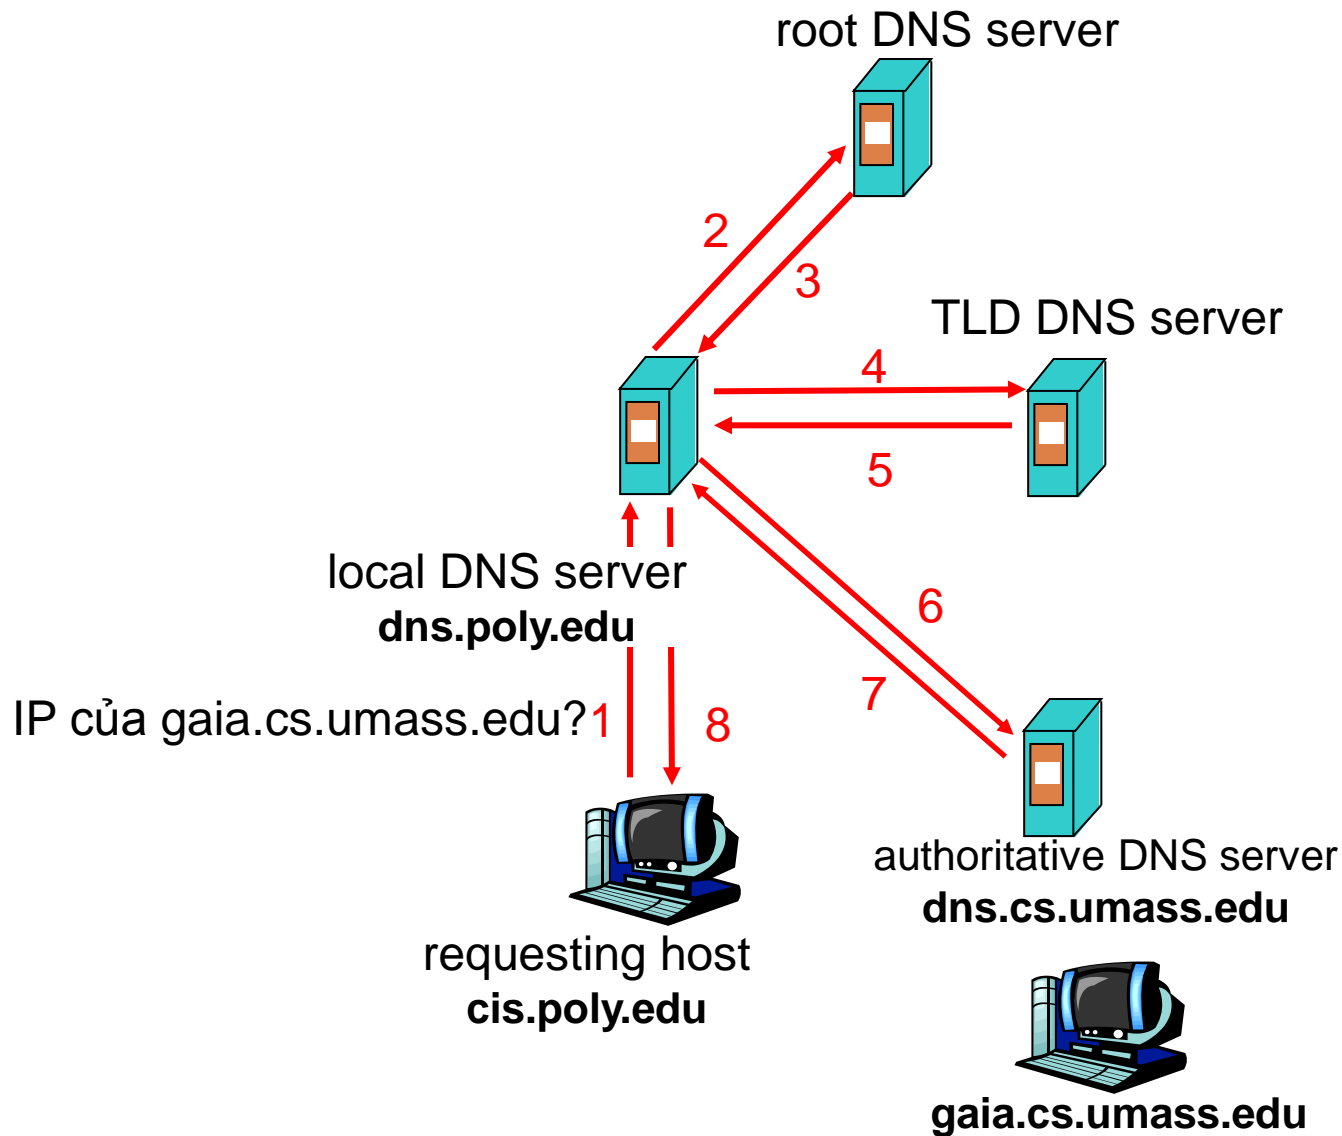 root DNS server
2
3
TLD DNS server
4
5
local DNS server
dns.poly.edu
6
7
IP của gaia.cs.umass.edu?
1
8
authoritative DNS server
dns.cs.umass.edu
requesting host
cis.poly.edu
gaia.cs.umass.edu